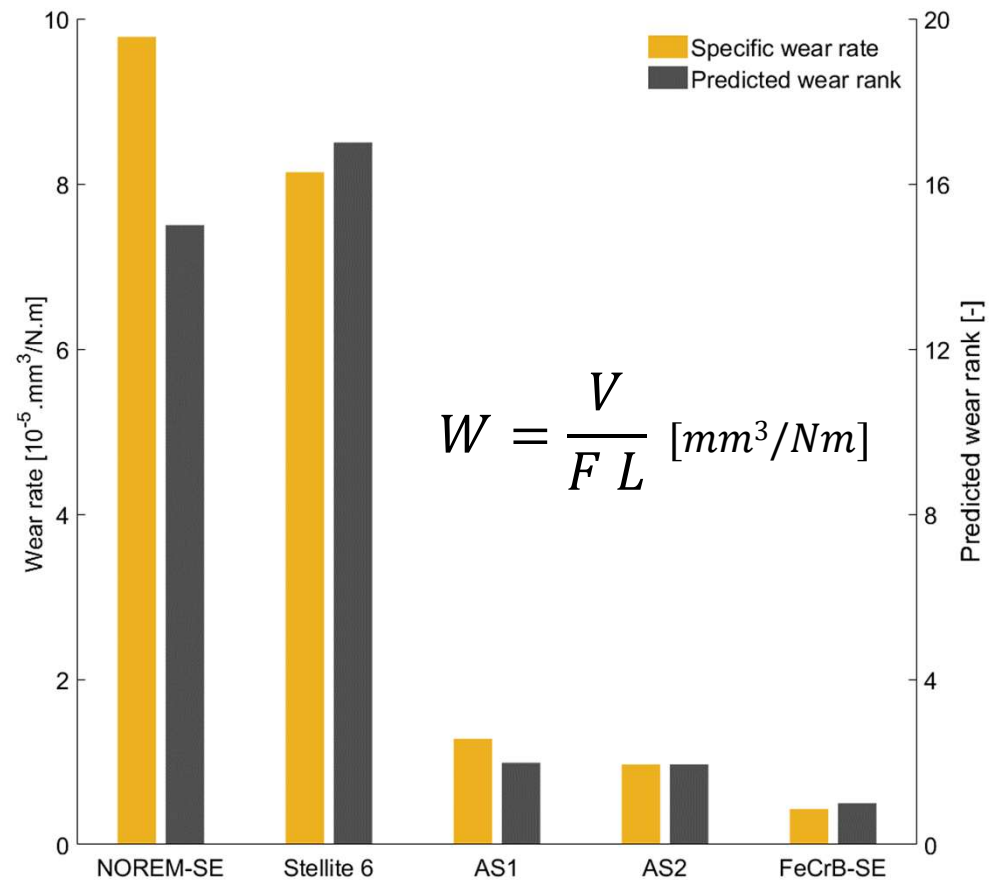 10
8
6
4
2
0
Wear rate [10⁻⁵.mm³/N.m]
Specific wear rate
Predicted wear rank
W = V / F L [mm³/Nm]
20
16
12
8
4
0
Predicted wear rank [-]
NOREM-SE Stellite 6 AS1 AS2 FeCrB-SE